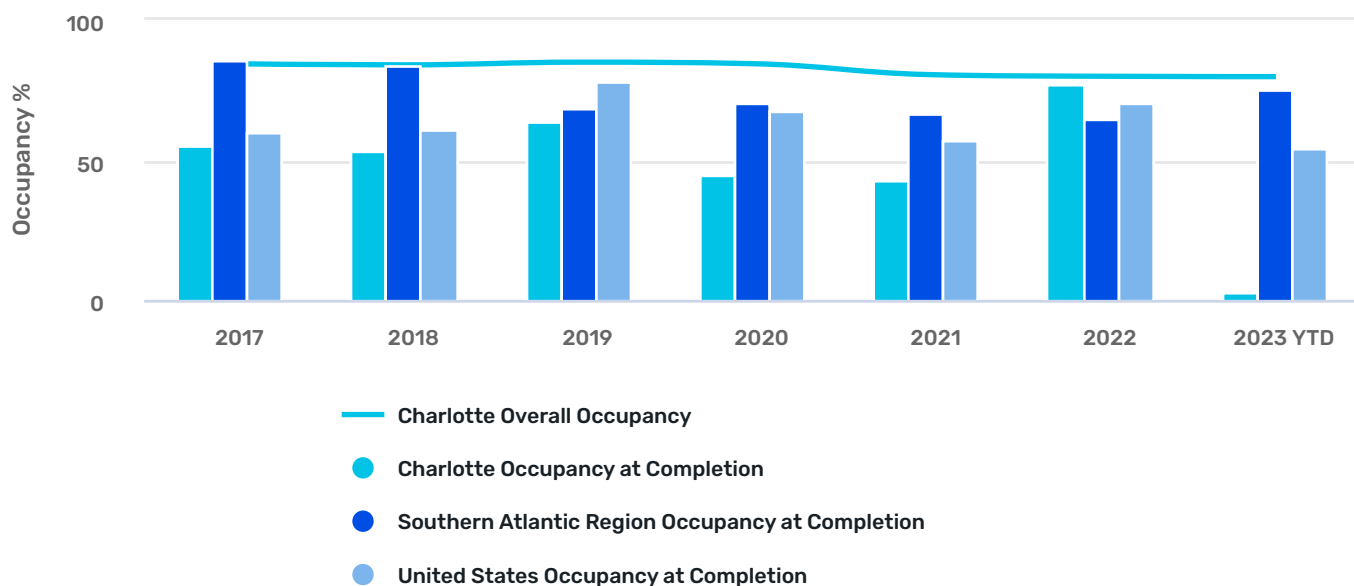 100
Occupancy %
50
0
2017 2018 2019 2020 2021 2022 2023 YTD
Charlotte Overall Occupancy
Charlotte Occupancy at Completion
Southern Atlantic Region Occupancy at Completion
United States Occupancy at Completion